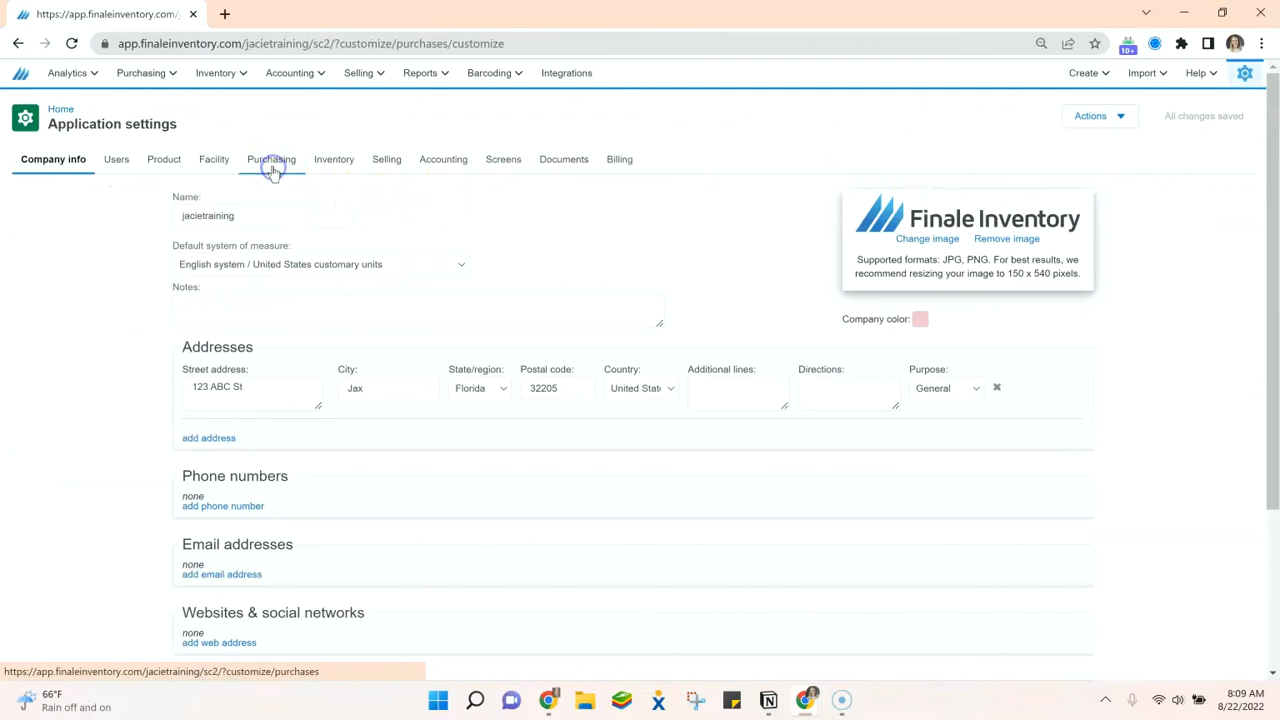 https://app.finaleinventory.com/
app.finaleinventory.com/jacietraining/sc2/?customize/purchases/customize
10+
Analytics Purchasing Inventory Accounting Selling Reports Barcoding Integrations Create Import Help
Home
Application settings
Actions
All changes saved
Company info Users Product Facility Purchasing Inventory Selling Accounting Screens Documents Billing
Name:
jacietraining
Finale Inventory
Change image Remove image
Supported formats: JPG, PNG. For best results, we
recommend resizing your image to 150 x 540 pixels.
Default system of measure:
English system / United States customary units
Notes:
Company color:
Addresses
Street address: City: State/region: Postal code: Country: Additional lines: Directions: Purpose:
123 ABC St Jax Florida 32205 United Stat General
add address
Phone numbers
none
add phone number
Email addresses
none
add email address
Websites & social networks
none
add web address
https://app.finaleinventory.com/jacietraining/sc2/?customize/purchases
66°F
Rain off and on
8:09 AM
8/22/2022